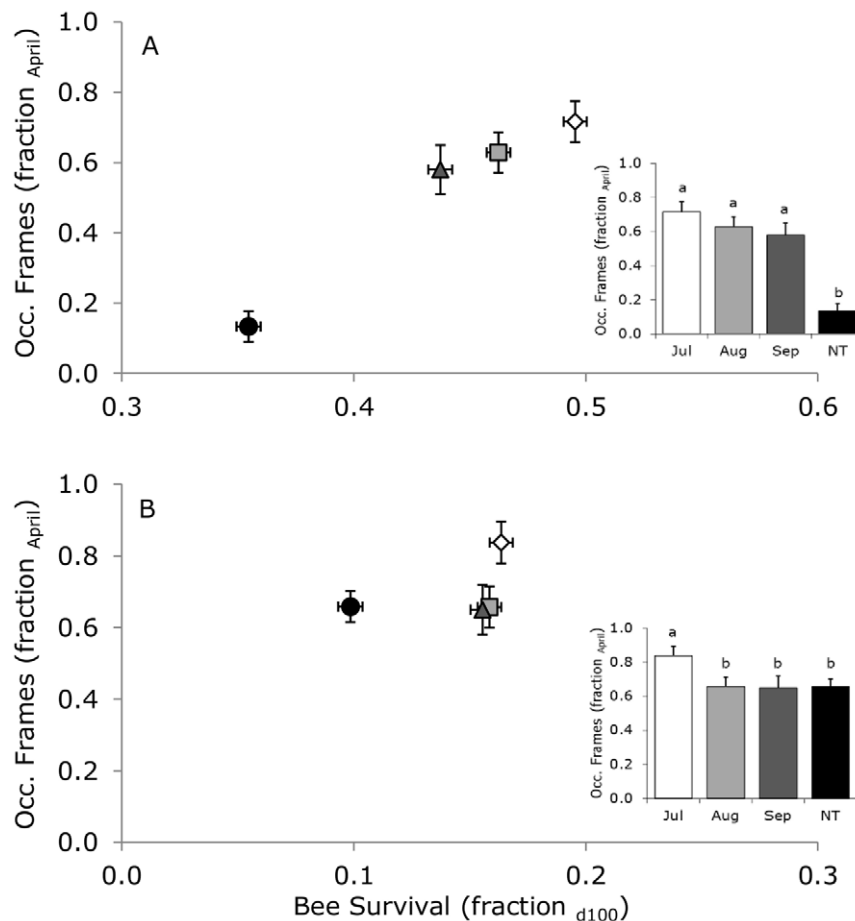 A
Occ. Frames (fraction April)
1.0
0.8
0.6
0.4
0.2
0.0
0.3 0.4 0.5 0.6
Occ. Frames (fraction April)
1.0
0.8
0.6
0.4
0.2
0.0
a a a b
Jul Aug Sep NT
B
Occ. Frames (fraction April)
1.0
0.8
0.6
0.4
0.2
0.0
0.0 0.1 0.2 0.3
Occ. Frames (fraction April)
1.0
0.8
0.6
0.4
0.2
0.0
a b b b
Jul Aug Sep NT
Bee Survival (fraction d100)